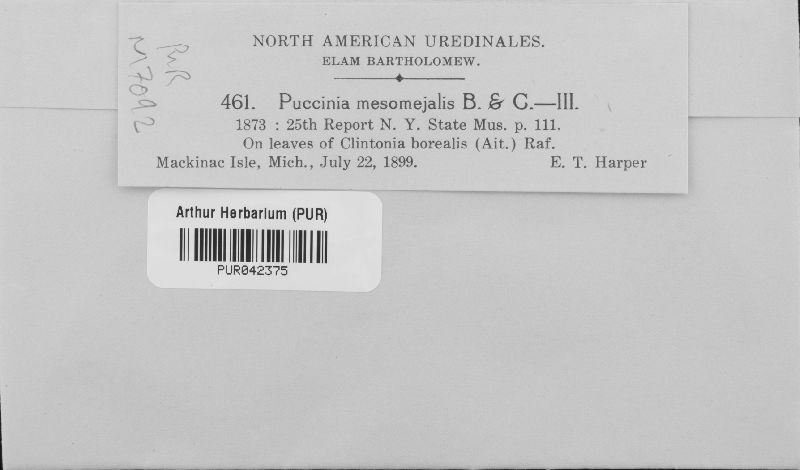 NORTH AMERICAN UREDINALES.
ELAM BARTHOLOMEW.
461. Puccinia mesomejalis B. & C.—III.
1873 : 25th Report N. Y. State Mus. p. 111.
On leaves of Clintonia borealis (Ait.) Raf.
Mackinac Isle, Mich., July 22, 1899. E. T. Harper
PUR
N7092
Arthur Herbarium (PUR)
PUR042375